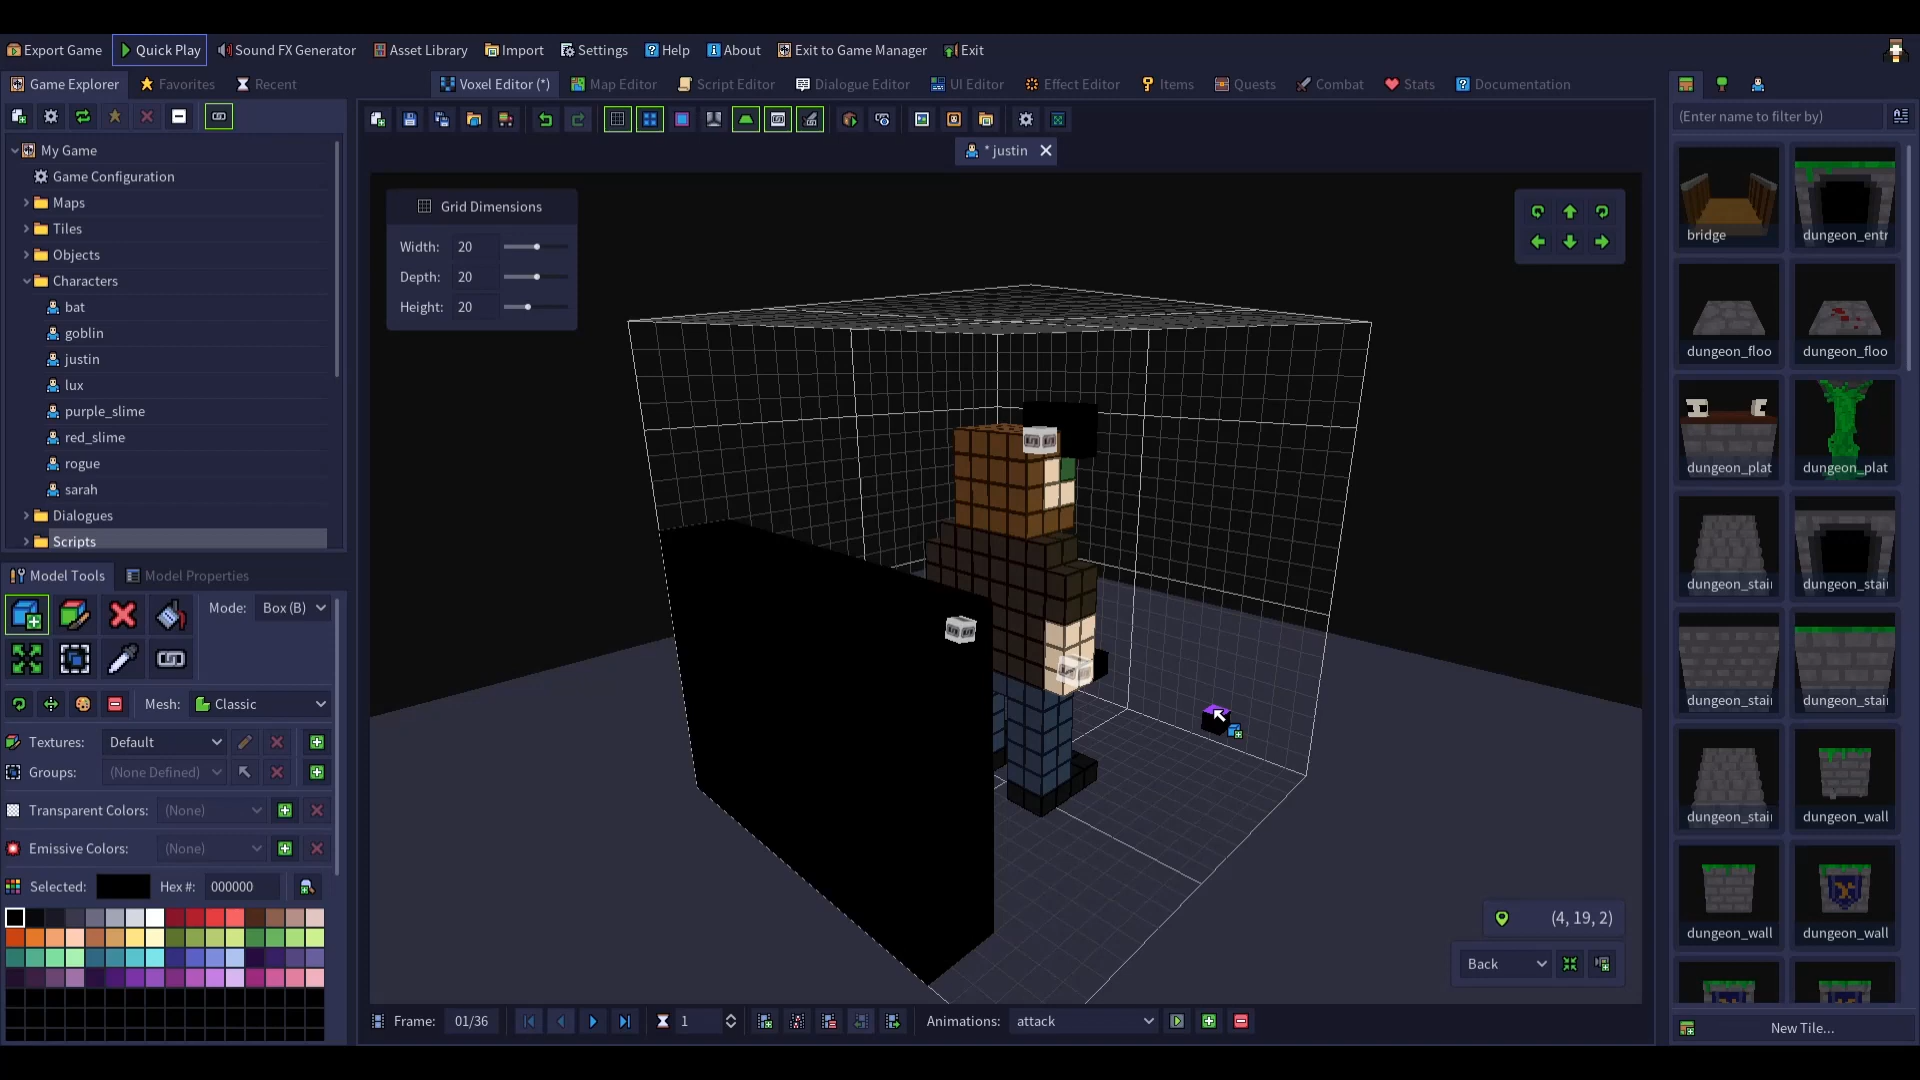 Export Game Quick Play Sound FX Generator Asset Library Import Settings Help About Exit to Game Manager Exit
Game Explorer Favorites Recent
Voxel Editor (*) Map Editor Script Editor Dialogue Editor UI Editor Effect Editor Items Quests Combat Stats Documentation
(Enter name to filter by)
* justin
My Game
Game Configuration
Maps
Tiles
Objects
Characters
bat
goblin
justin
lux
purple_slime
red_slime
rogue
sarah
Dialogues
Scripts
Grid Dimensions
Width: 20
Depth: 20
Height: 20
Model Tools Model Properties
Mode: Box (B)
Mesh: Classic
Textures: Default
Groups: (None Defined)
Transparent Colors: (None)
Emissive Colors: (None)
Selected: Hex #: 000000
(4, 19, 2)
Back
Frame: 01/36 1 Animations: attack
bridge dungeon_entr
dungeon_floo dungeon_floo
dungeon_plat dungeon_plat
dungeon_stair dungeon_stair
dungeon_stair dungeon_stair
dungeon_stair dungeon_wall
dungeon_wall dungeon_wall
New Tile...